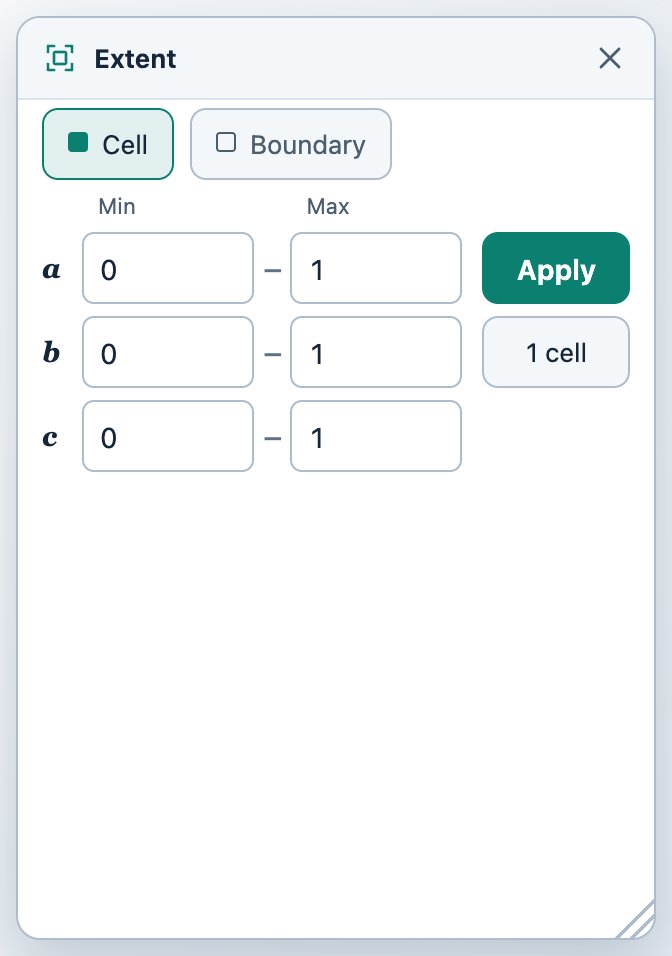 Extent
Cell Boundary
Min Max
a 0 – 1 Apply
b 0 – 1 1 cell
c 0 – 1